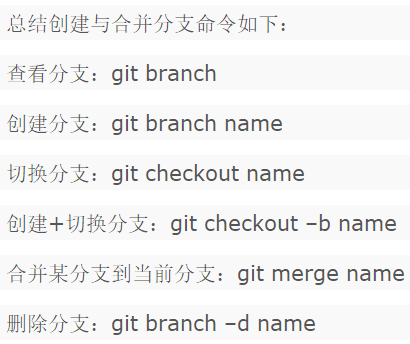 总结创建与合并分支命令如下：
查看分支：git branch
创建分支：git branch name
切换分支：git checkout name
创建+切换分支：git checkout –b name
合并某分支到当前分支：git merge name
删除分支：git branch –d name